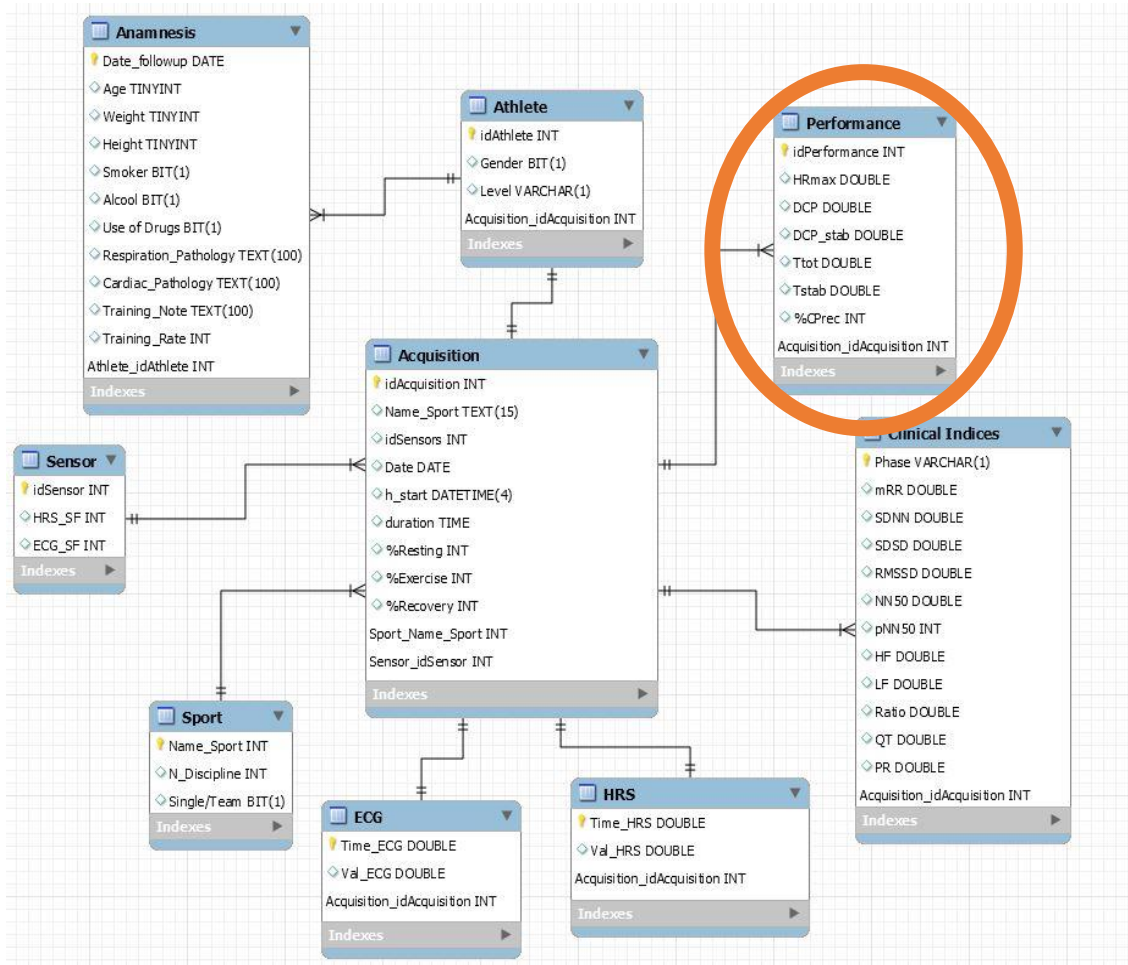 Anamnesis
Date_followup DATE
Age TINYINT
Weight TINYINT
Height TINYINT
Smoker BIT(1)
Alcool BIT(1)
Use of Drugs BIT(1)
Respiration_Pathology TEXT(100)
Cardiac_Pathology TEXT(100)
Training_Note TEXT(100)
Training_Rate INT
Athlete_idAthlete INT
Indexes
Athlete
idAthlete INT
Gender BIT(1)
Level VARCHAR(1)
Acquisition_idAcquisition INT
Indexes
Performance
idPerformance INT
HRmax DOUBLE
DCP DOUBLE
DCP_stab DOUBLE
Ttot DOUBLE
Tstab DOUBLE
%CPrec INT
Acquisition_idAcquisition INT
Indexes
Acquisition
idAcquisition INT
Name_Sport TEXT(15)
idSensors INT
Date DATE
h_start DATETIME(4)
duration TIME
%Resting INT
%Exercise INT
%Recovery INT
Sport_Name_Sport INT
Sensor_idSensor INT
Indexes
Sensor
idSensor INT
HRS_SF INT
ECG_SF INT
Indexes
Clinical Indices
Phase VARCHAR(1)
mRR DOUBLE
SDNN DOUBLE
SDSD DOUBLE
RMSSD DOUBLE
NN50 DOUBLE
pNN50 INT
HF DOUBLE
LF DOUBLE
Ratio DOUBLE
QT DOUBLE
PR DOUBLE
Acquisition_idAcquisition INT
Indexes
Sport
Name_Sport INT
N_Discipline INT
Single/Team BIT(1)
Indexes
ECG
Time_ECG DOUBLE
Val_ECG DOUBLE
Acquisition_idAcquisition INT
Indexes
HRS
Time_HRS DOUBLE
Val_HRS DOUBLE
Acquisition_idAcquisition INT
Indexes